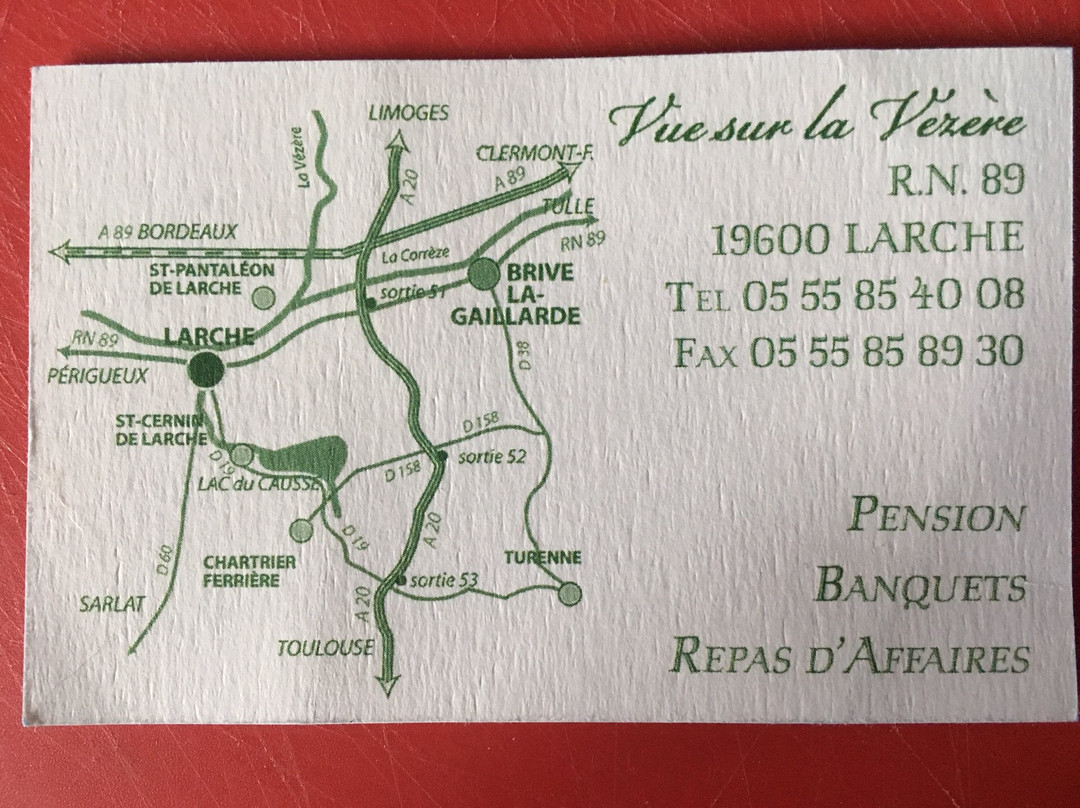 Vue sur la Vézère
R.N. 89
19600 LARCHE
TEL 05 55 85 40 08
FAX 05 55 85 89 30
PENSION
BANQUETS
REPAS D'AFFAIRES
LIMOGES
La Vézère
CLERMONT-F.
A 20
A 89
TULLE
A 89 BORDEAUX
RN 89
La Corrèze
ST-PANTALÉON
DE LARCHE
BRIVE
LA-
GAILLARDE
sortie 51
RN 89
LARCHE
PÉRIGUEUX
D 38
ST-CERNIN
DE LARCHE
D 158
D 19
sortie 52
D 158
LAC du CAUSSE
D 19
A 20
D 60
CHARTRIER
FERRIÈRE
TURENNE
sortie 53
A 20
SARLAT
TOULOUSE